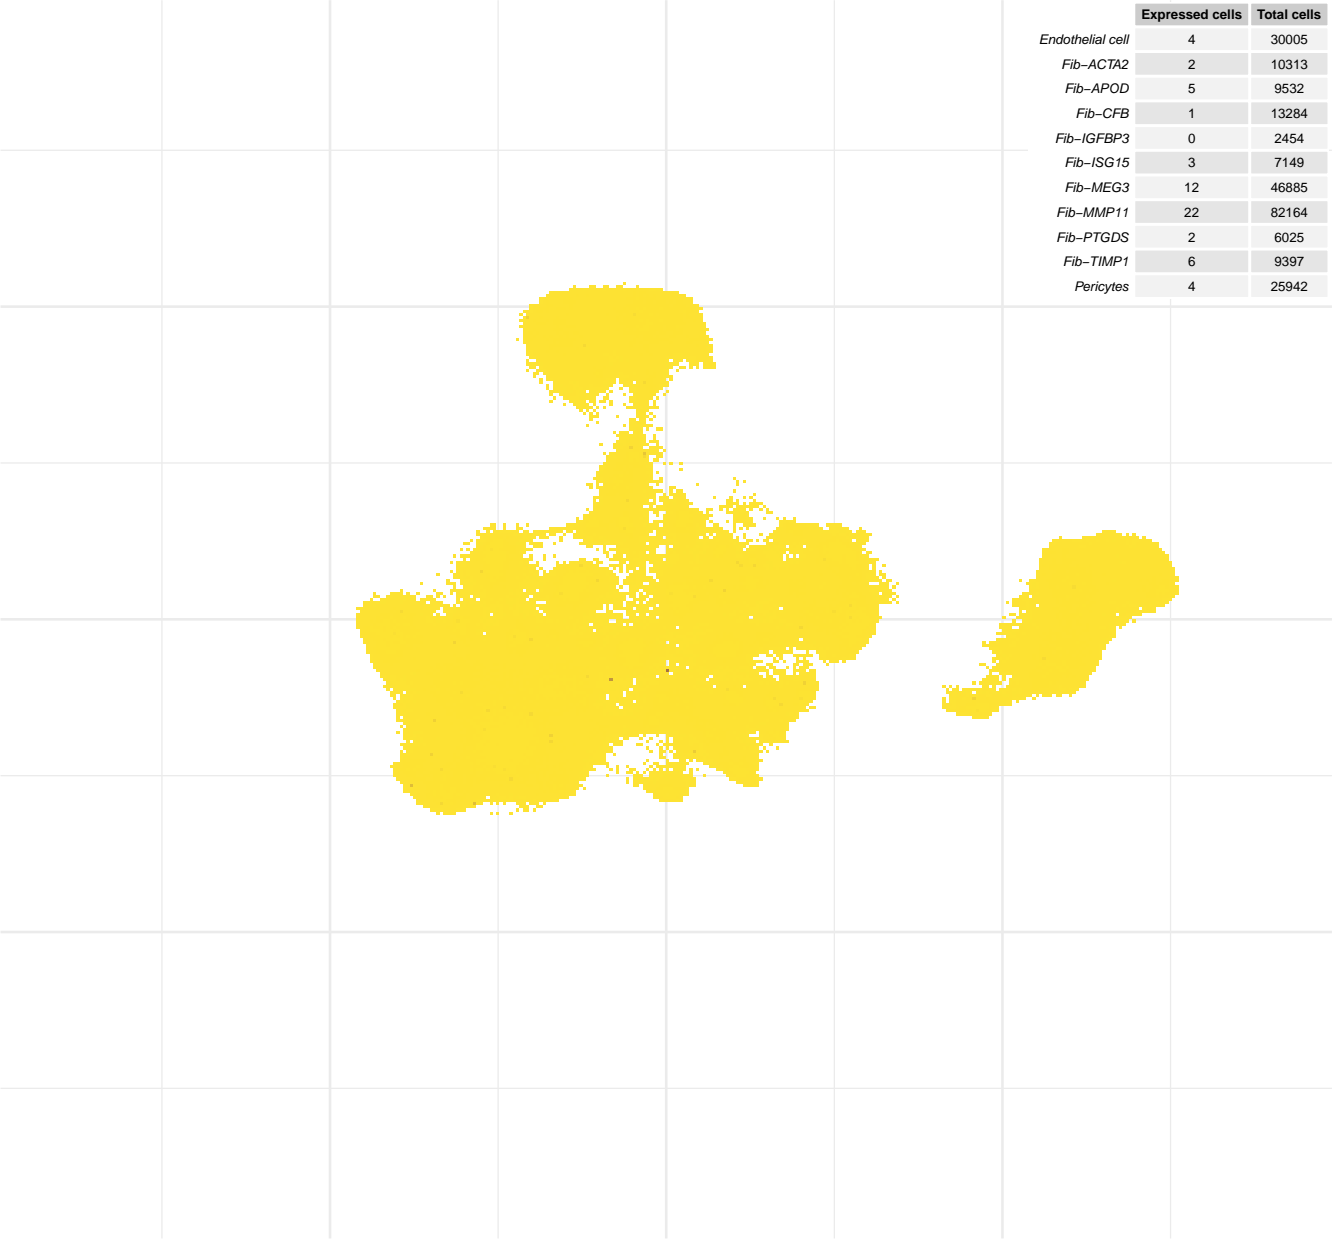 Expressed cells Total cells
Endothelial cell 4 30005
Fib−ACTA2 2 10313
Fib−APOD 5 9532
Fib−CFB 1 13284
Fib−IGFBP3 0 2454
Fib−ISG15 3 7149
Fib−MEG3 12 46885
Fib−MMP11 22 82164
Fib−PTGDS 2 6025
Fib−TIMP1 6 9397
Pericytes 4 25942